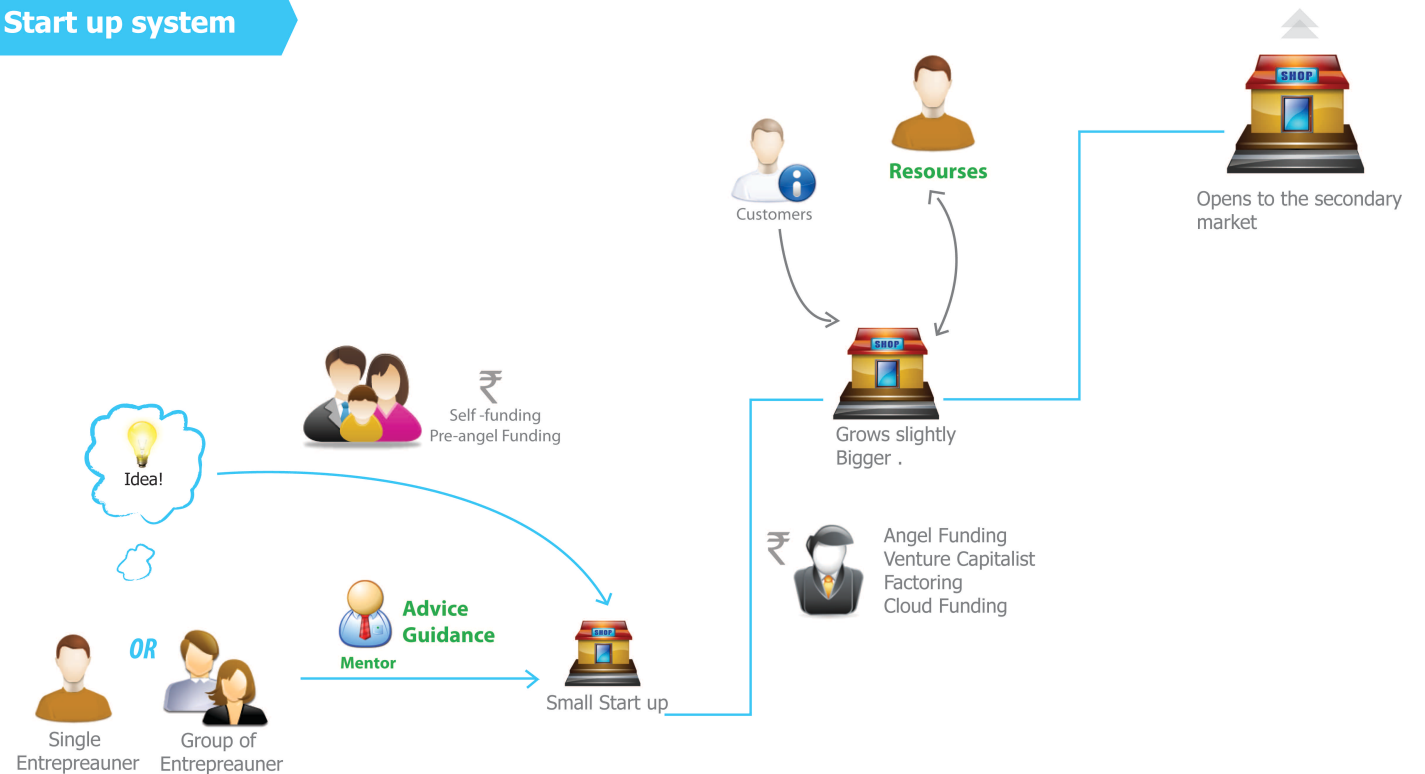 Start up system
SHOP
Opens to the secondary
market
Resourses
Customers
SHOP
Grows slightly
Bigger .
₹
Self -funding
Pre-angel Funding
Idea!
₹
Angel Funding
Venture Capitalist
Factoring
Cloud Funding
Advice
Guidance
Mentor
SHOP
Small Start up
OR
Single
Entrepreauner
Group of
Entrepreauner